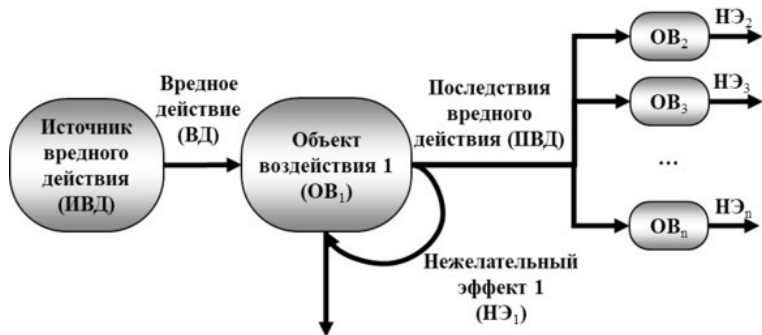 Источник
вредного
действия
(ИВД)
Вредное
действие
(ВД)
Объект
воздействия 1
(ОВ₁)
Последствия
вредного
действия (ПВД)
Нежелательный
эффект 1
(НЭ₁)
ОВ₂
НЭ₂
ОВ₃
НЭ₃
...
ОВₙ
НЭₙ